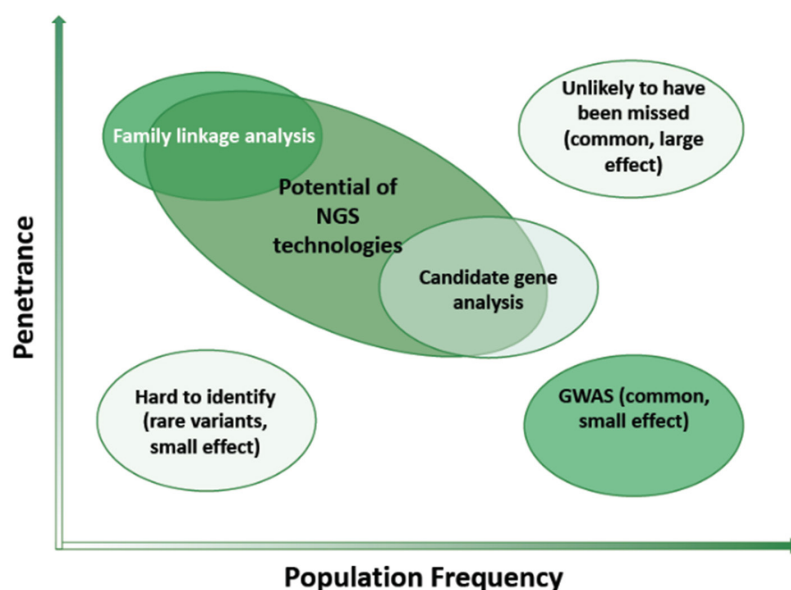 Family linkage analysis
Unlikely to have
been missed
(common, large
effect)
Potential of
NGS
technologies
Candidate gene
analysis
Hard to identify
(rare variants,
small effect)
GWAS (common,
small effect)
Penetrance
Population Frequency